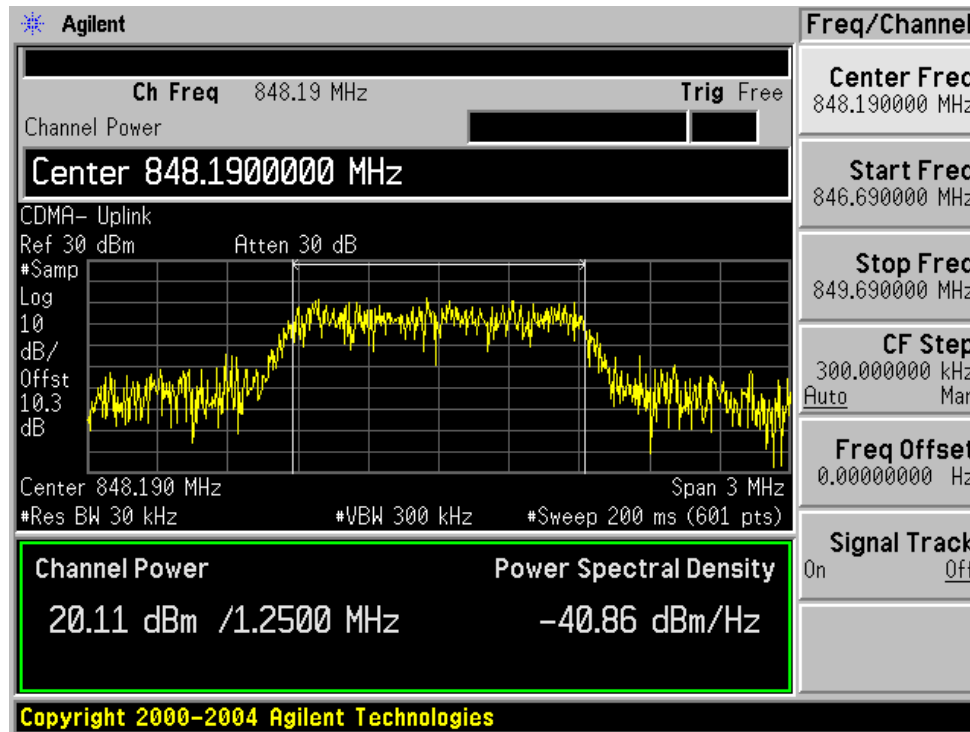 Agilent
Freq/Channel
Ch Freq 848.19 MHz Trig Free
Channel Power
Center 848.1900000 MHz
CDMA– Uplink
Ref 30 dBm Atten 30 dB
#Samp
Log
10
dB/
Offst
10.3
dB
Center 848.190 MHz Span 3 MHz
#Res BW 30 kHz #VBW 300 kHz #Sweep 200 ms (601 pts)
Channel Power Power Spectral Density
20.11 dBm /1.2500 MHz –40.86 dBm/Hz
Copyright 2000–2004 Agilent Technologies
Center Freq
848.190000 MHz
Start Freq
846.690000 MHz
Stop Freq
849.690000 MHz
CF Step
300.000000 kHz
Auto Man
Freq Offset
0.00000000 Hz
Signal Track
On Off